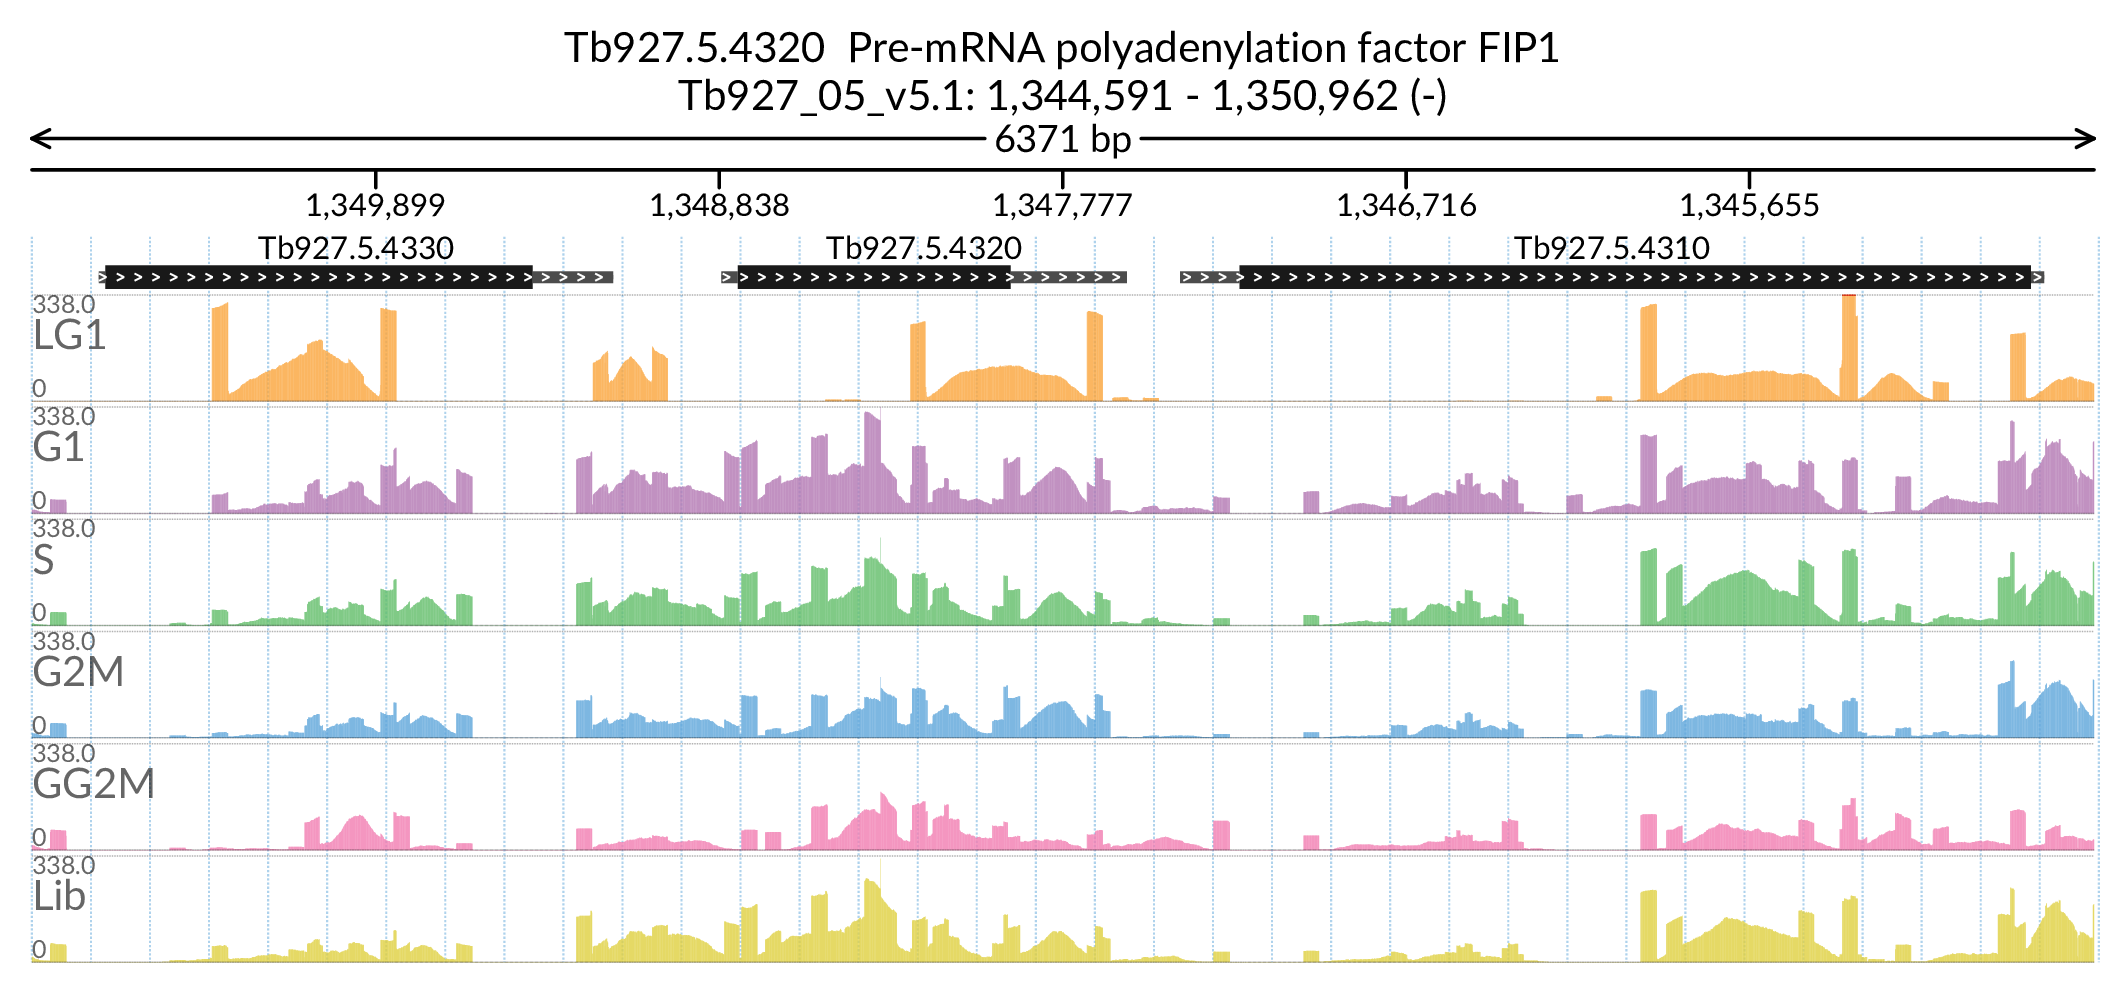 Tb927.5.4320  Pre-mRNA polyadenylation factor FIP1
Tb927_05_v5.1: 1,344,591 - 1,350,962 (-)
6371 bp
1,349,899 1,348,838 1,347,777 1,346,716 1,345,655
Tb927.5.4330 Tb927.5.4320 Tb927.5.4310
338.0
LG1
0
338.0
G1
0
338.0
S
0
338.0
G2M
0
338.0
GG2M
0
338.0
Lib
0